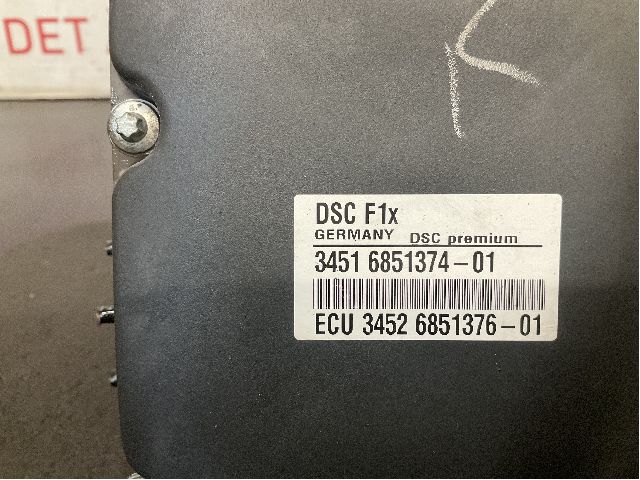 DET
DSC F1x
GERMANY DSC premium
3451 6851374-01
ECU 3452 6851376-01